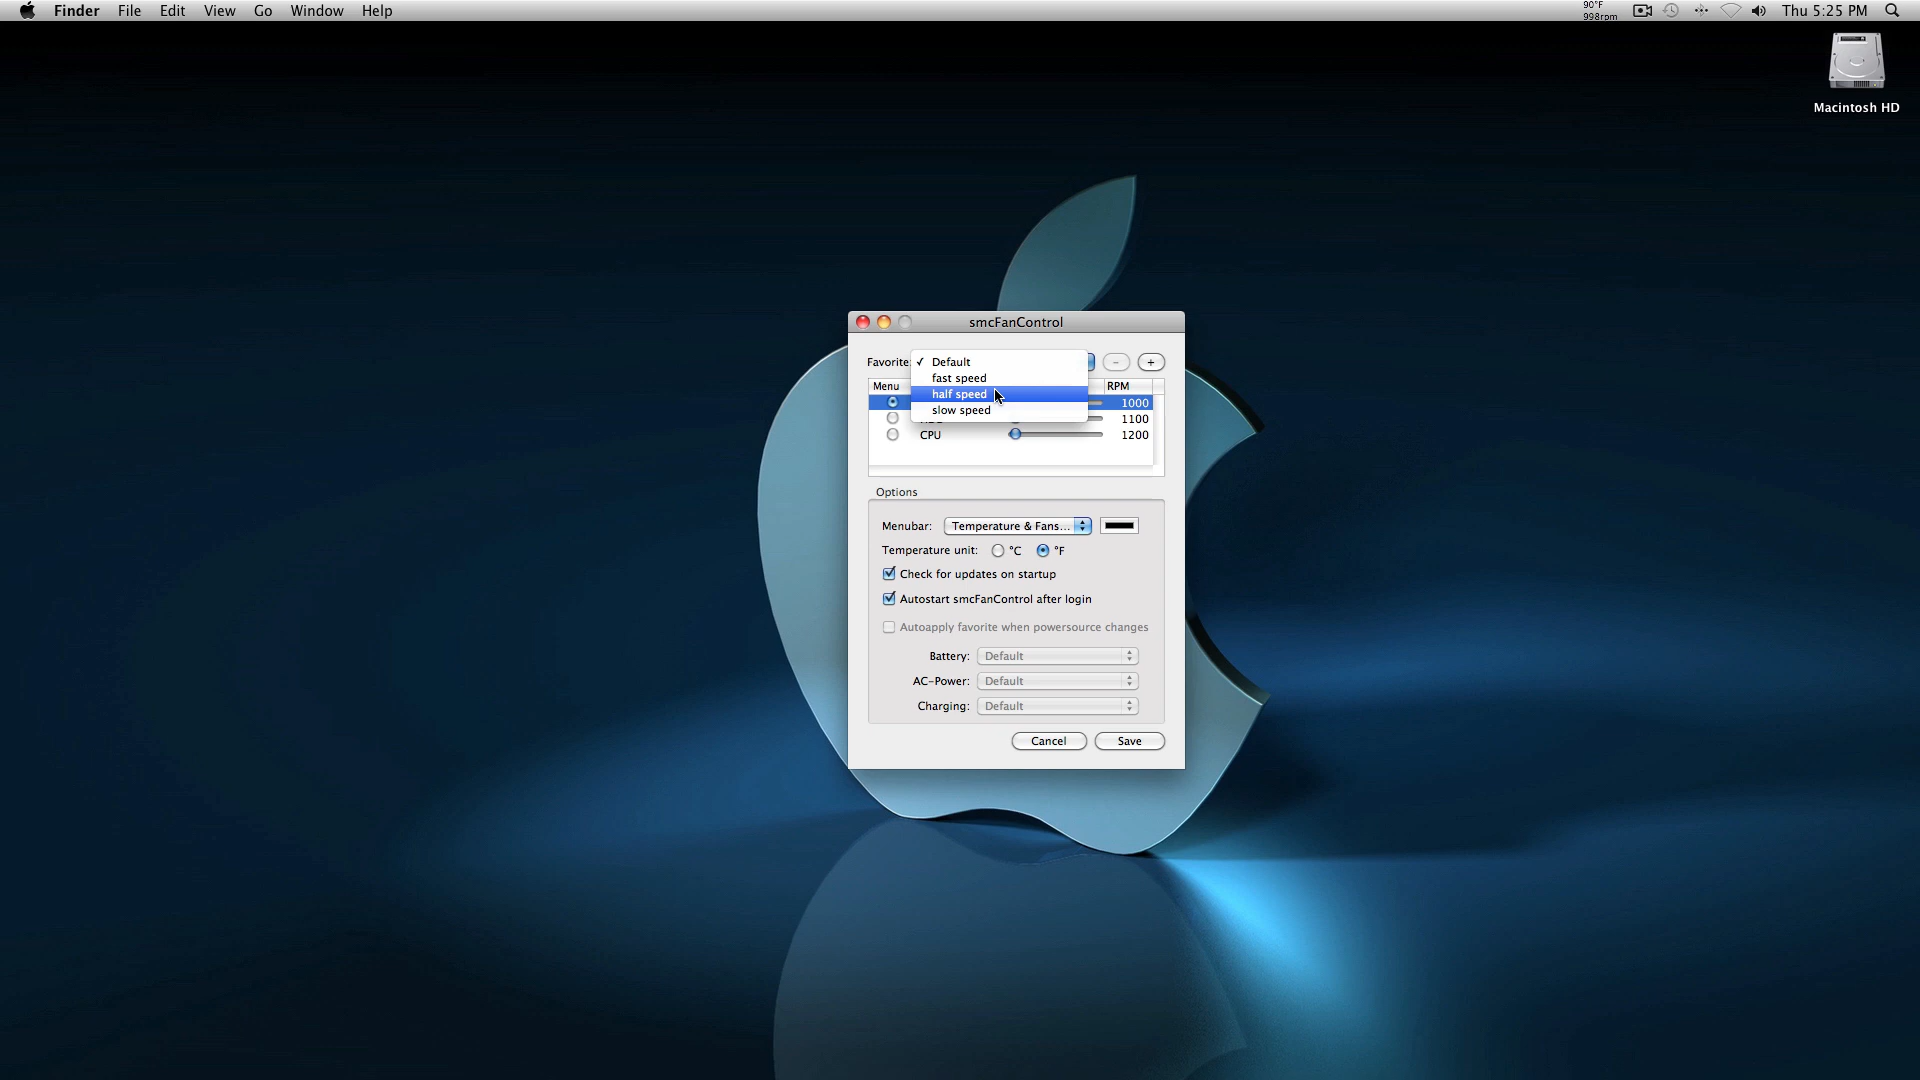 Finder File Edit View Go Window Help
90°F
998rpm
Thu 5:25 PM
Macintosh HD
smcFanControl
Favorite: ✓ Default
fast speed
half speed
slow speed
− +
Menu RPM
1000
1100
CPU 1200
Options
Menubar: Temperature & Fans...
Temperature unit: °C °F
Check for updates on startup
Autostart smcFanControl after login
Autoapply favorite when powersource changes
Battery: Default
AC-Power: Default
Charging: Default
Cancel Save